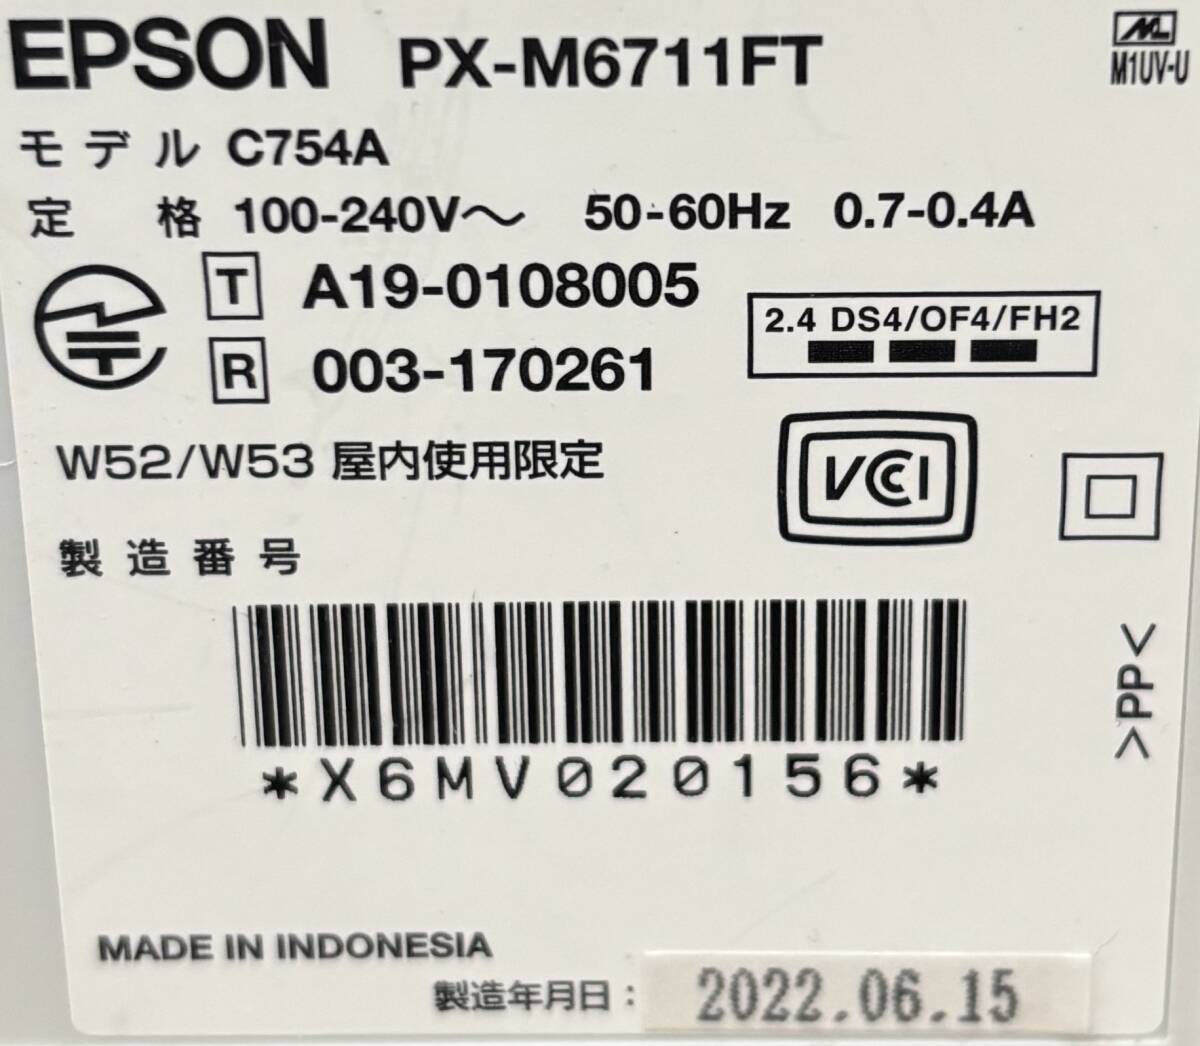 EPSON PX-M6711FT
M1UV-U
モデル C754A
定 格 100-240V〜 50-60Hz 0.7-0.4A
T A19-0108005
R 003-170261
2.4 DS4/OF4/FH2
W52/W53 屋内使用限定
VCCI
製造番号
*X6MV020156*
>PP<
MADE IN INDONESIA
製造年月日： 2022.06.15